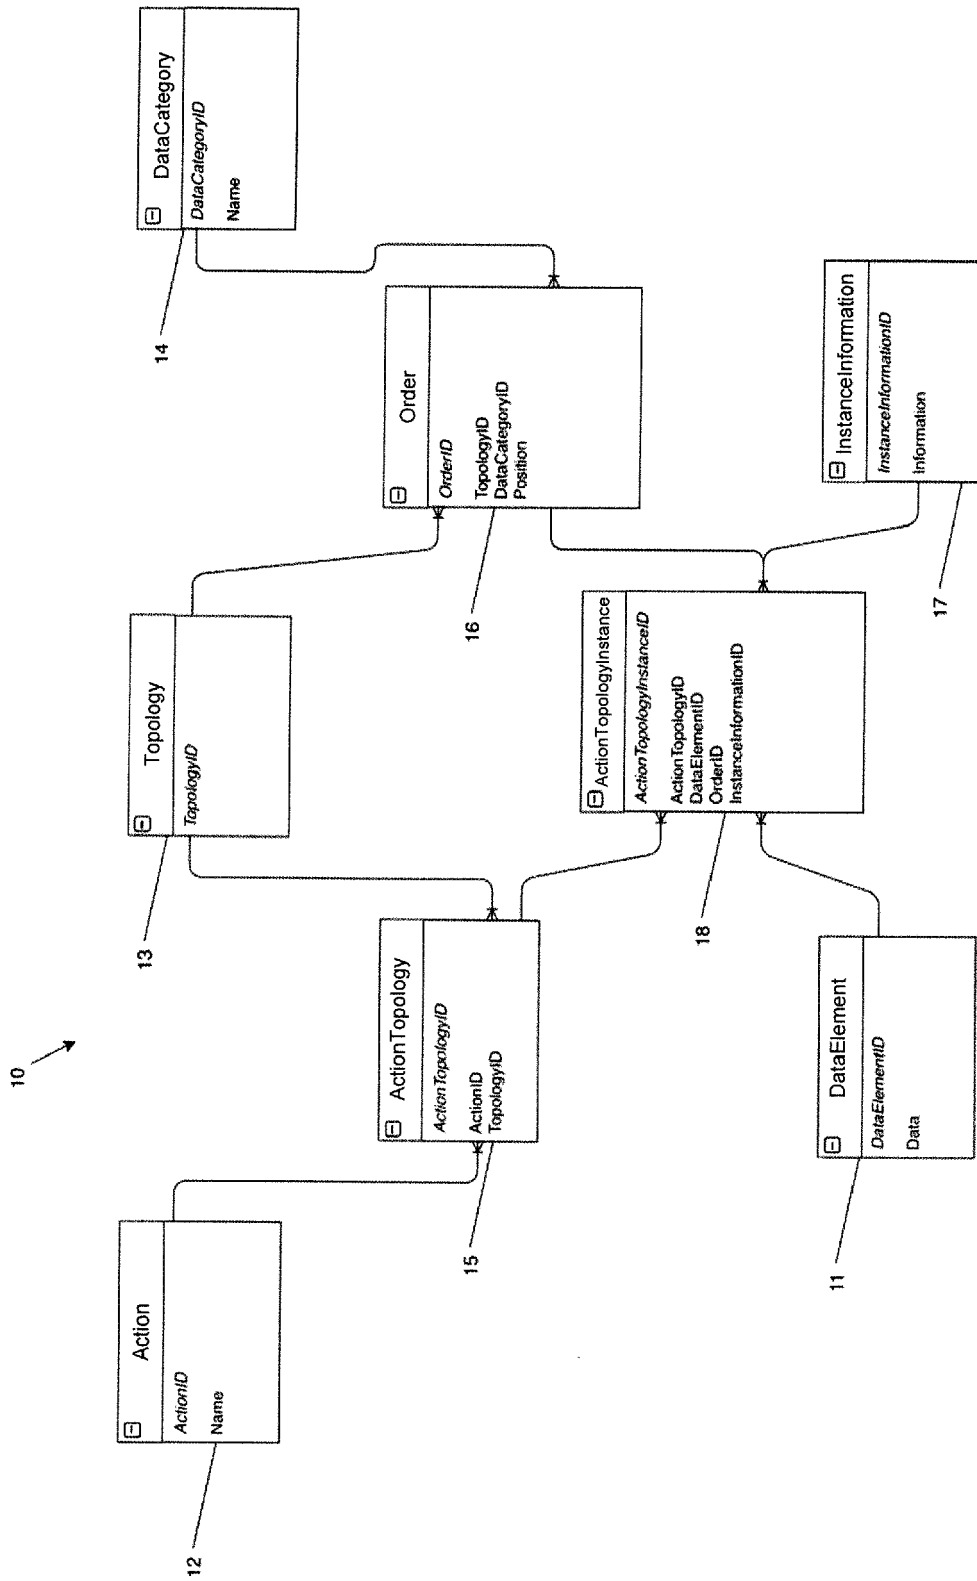 10
12
Action
ActionID
Name
13
Topology
TopologyID
14
DataCategory
DataCategoryID
Name
15
ActionTopology
ActionTopologyID
ActionID
TopologyID
16
Order
OrderID
TopologyID
DataCategoryID
Position
18
ActionTopologyInstance
ActionTopologyInstanceID
ActionTopologyID
DataElementID
OrderID
InstanceInformationID
11
DataElement
DataElementID
Data
17
InstanceInformation
InstanceInformationID
Information